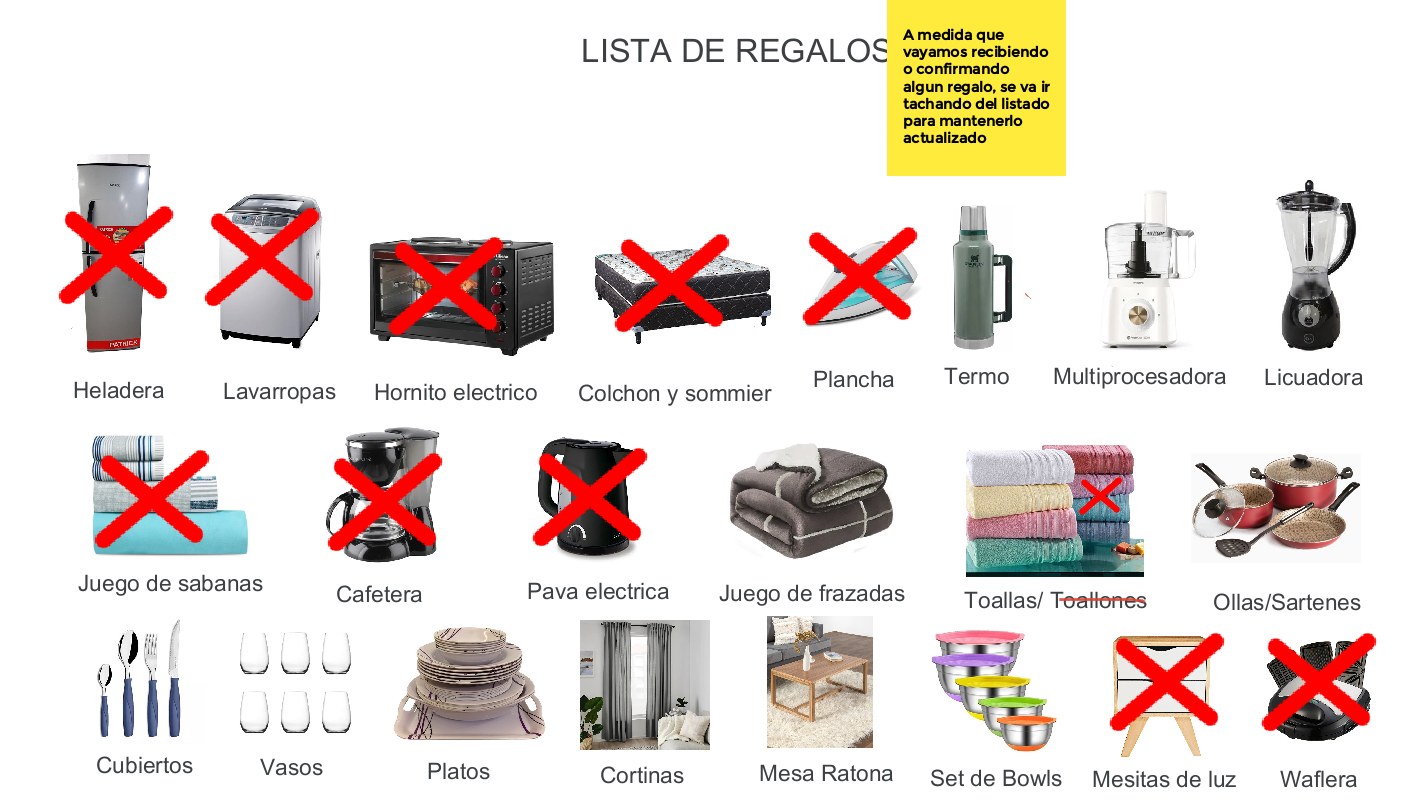 LISTA DE REGALOS
A medida que
vayamos recibiendo
o confirmando
algun regalo, se va ir
tachando del listado
para mantenerlo
actualizado
PATRICK
Heladera
Lavarropas
Hornito electrico
Colchon y sommier
Plancha
Termo
Multiprocesadora
Licuadora
Juego de sabanas
Cafetera
Pava electrica
Juego de frazadas
Toallas/ Toallones
Ollas/Sartenes
Cubiertos
Vasos
Platos
Cortinas
Mesa Ratona
Set de Bowls
Mesitas de luz
Waflera